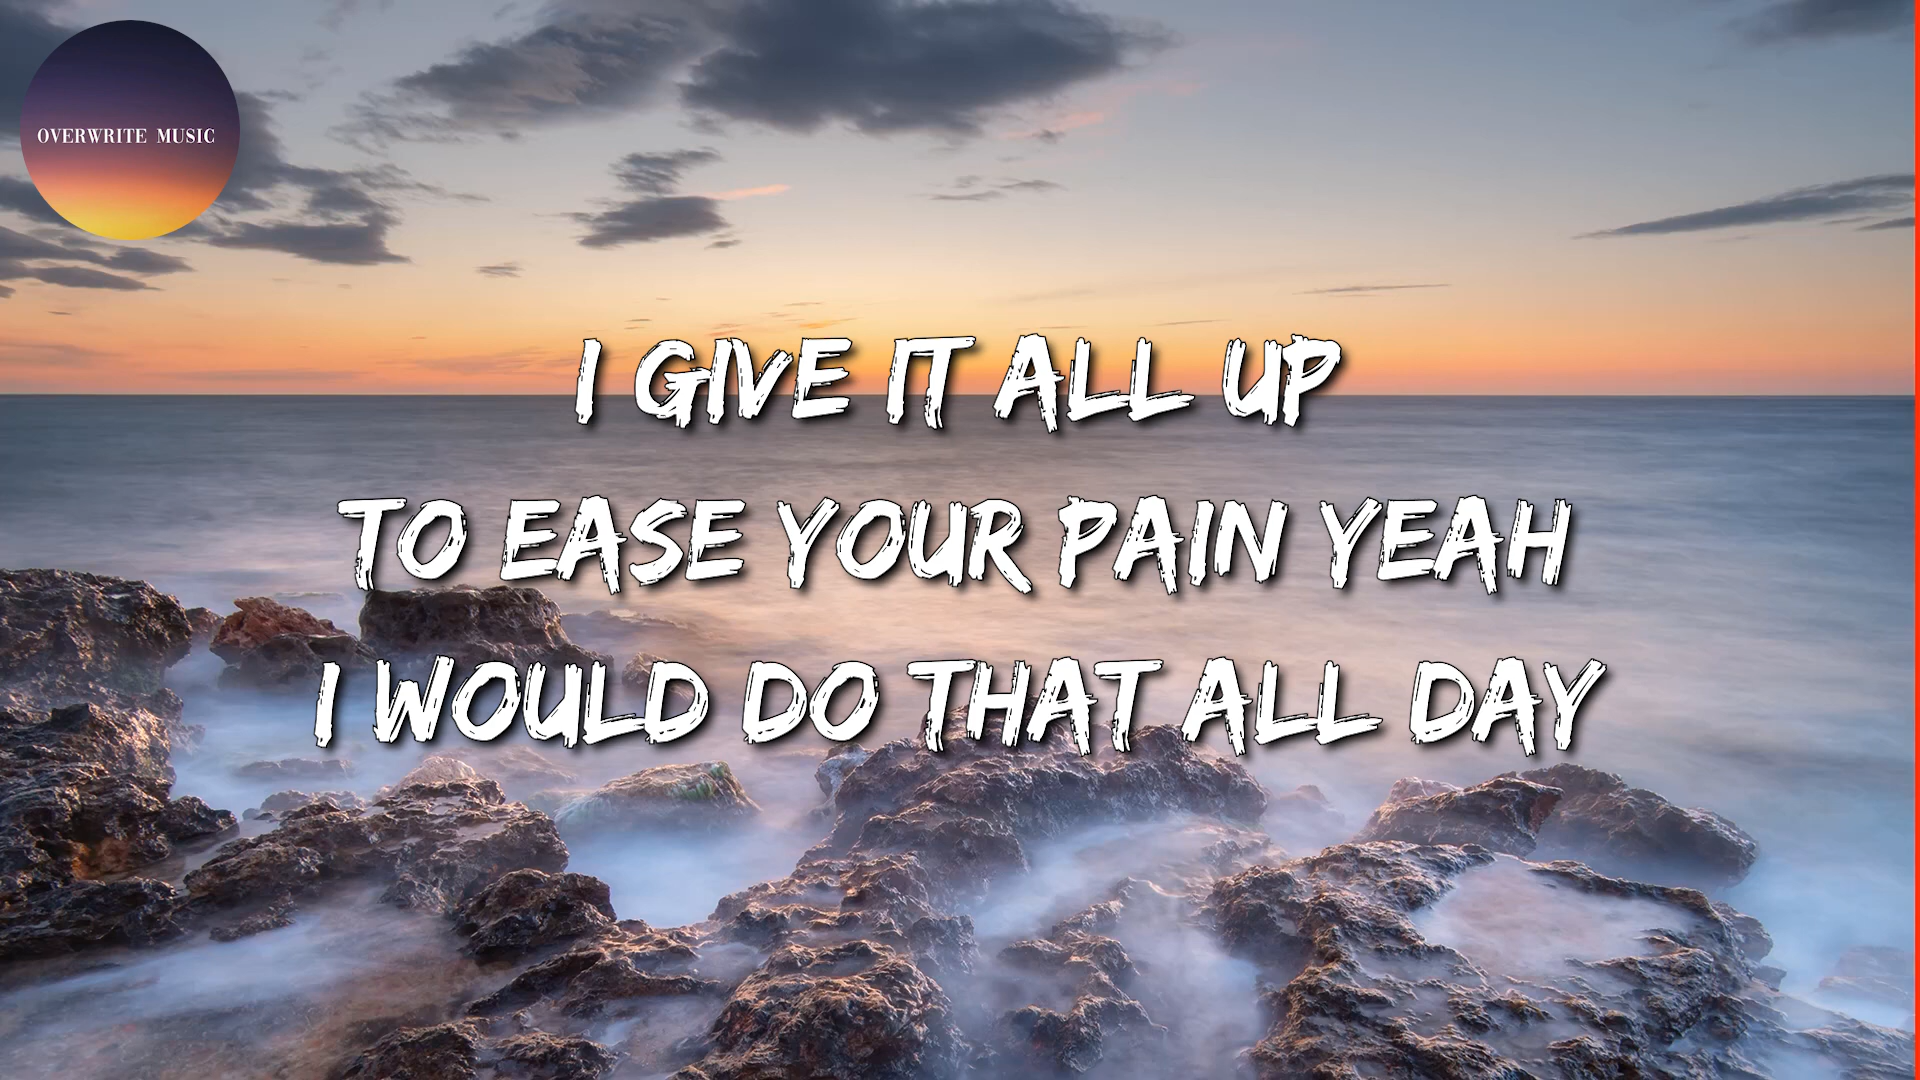 OVERWRITE MUSIC
I GIVE IT ALL UP
TO EASE YOUR PAIN YEAH
I WOULD DO THAT ALL DAY